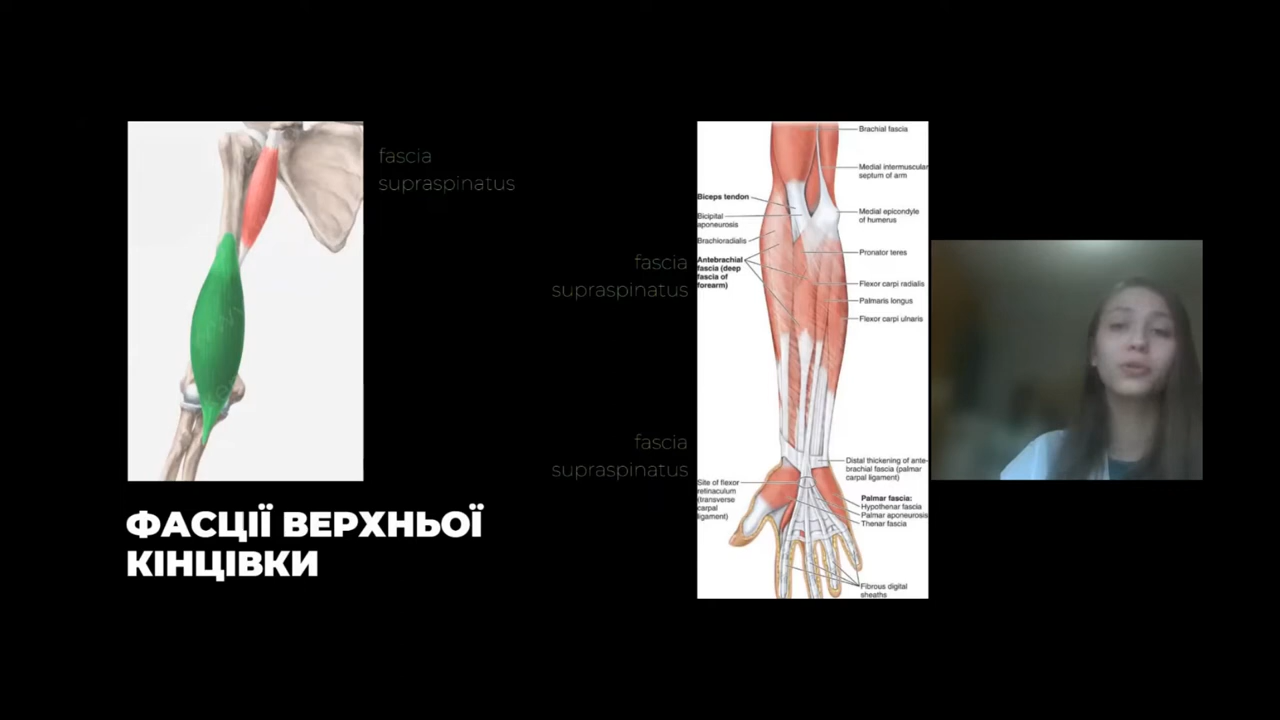 fascia
supraspinatus
fascia
supraspinatus
fascia
supraspinatus
ФАСЦІЇ ВЕРХНЬОЇ
КІНЦІВКИ
Brachial fascia
Medial intermuscular
septum of arm
Biceps tendon
Bicipital
aponeurosis
Medial epicondyle
of humerus
Brachioradialis
Pronator teres
Antebrachial
fascia (deep
fascia of
forearm)
Flexor carpi radialis
Palmaris longus
Flexor carpi ulnaris
Distal thickening of ante-
brachial fascia (palmar
carpal ligament)
Site of flexor
retinaculum
(transverse
carpal
ligament)
Palmar fascia:
Hypothenar fascia
Palmar aponeurosis
Thenar fascia
Fibrous digital
sheaths